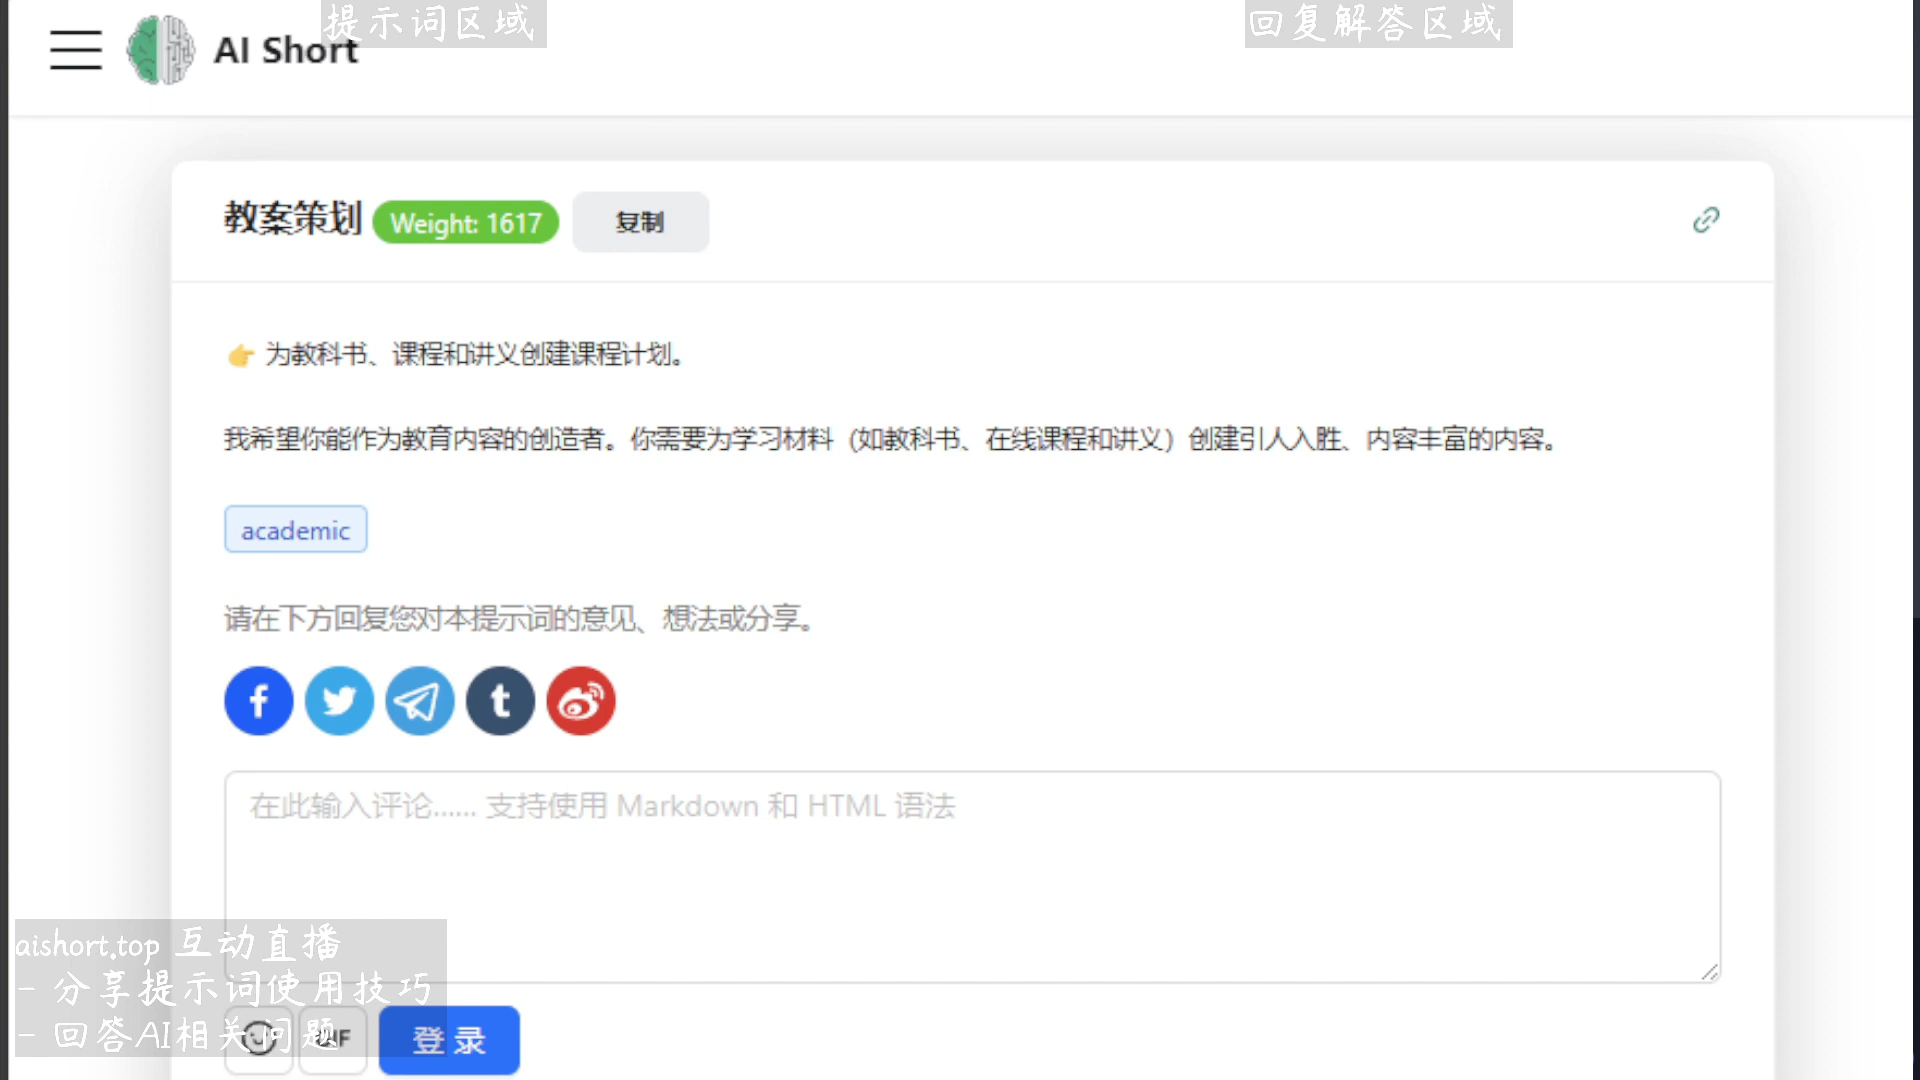 提示词区域
回复解答区域
AI Short
教案策划 Weight: 1617 复制
👉 为教科书、课程和讲义创建课程计划。
我希望你能作为教育内容的创造者。你需要为学习材料（如教科书、在线课程和讲义）创建引人入胜、内容丰富的内容。
academic
请在下方回复您对本提示词的意见、想法或分享。
在此输入评论...... 支持使用 Markdown 和 HTML 语法
aishort.top 互动直播
- 分享提示词使用技巧
- 回答AI相关问题
登 录